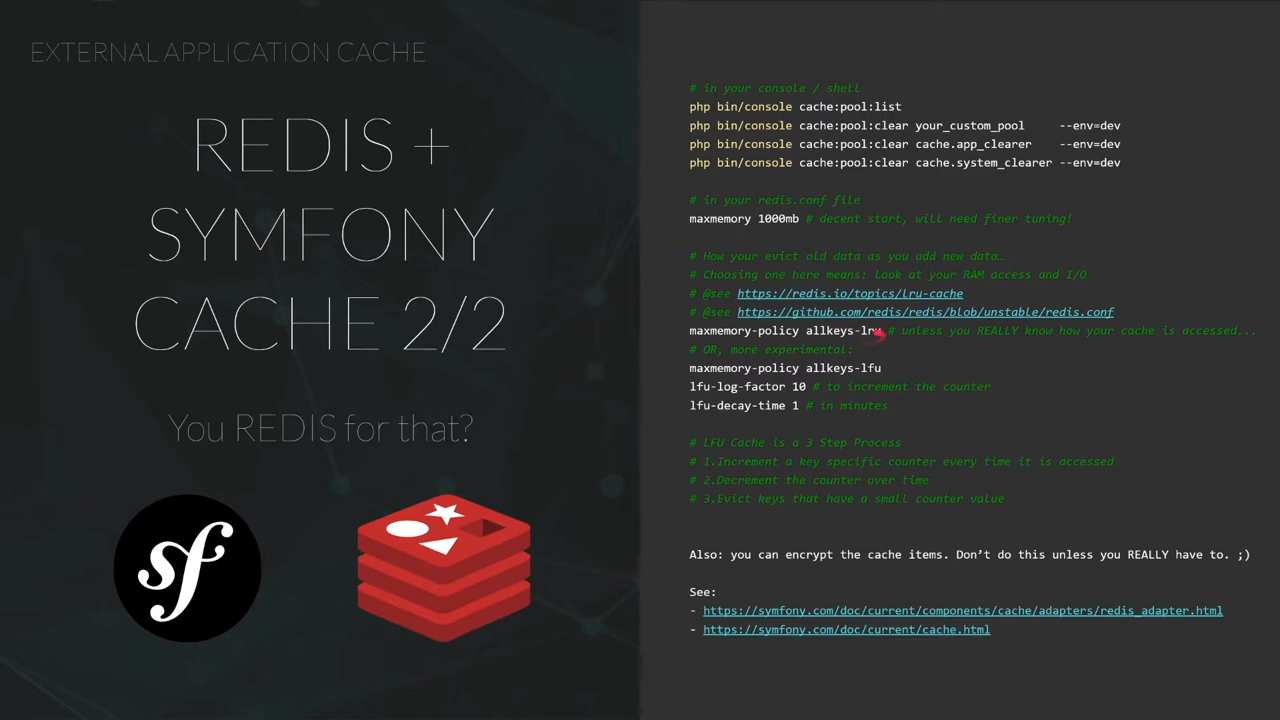 EXTERNAL APPLICATION CACHE
REDIS +
SYMFONY
CACHE 2/2
You REDIS for that?
sf
# in your console / shell
php bin/console cache:pool:list
php bin/console cache:pool:clear your_custom_pool --env=dev
php bin/console cache:pool:clear cache.app_clearer --env=dev
php bin/console cache:pool:clear cache.system_clearer --env=dev
# in your redis.conf file
maxmemory 1000mb # decent start, will need finer tuning!
# How your evict old data as you add new data…
# Choosing one here means: look at your RAM access and I/O
# @see https://redis.io/topics/lru-cache
# @see https://github.com/redis/redis/blob/unstable/redis.conf
maxmemory-policy allkeys-lru # unless you REALLY know how your cache is accessed...
# OR, more experimental:
maxmemory-policy allkeys-lfu
lfu-log-factor 10 # to increment the counter
lfu-decay-time 1 # in minutes
# LFU Cache is a 3 Step Process
# 1.Increment a key specific counter every time it is accessed
# 2.Decrement the counter over time
# 3.Evict keys that have a small counter value
Also: you can encrypt the cache items. Don’t do this unless you REALLY have to. ;)
See:
- https://symfony.com/doc/current/components/cache/adapters/redis_adapter.html
- https://symfony.com/doc/current/cache.html